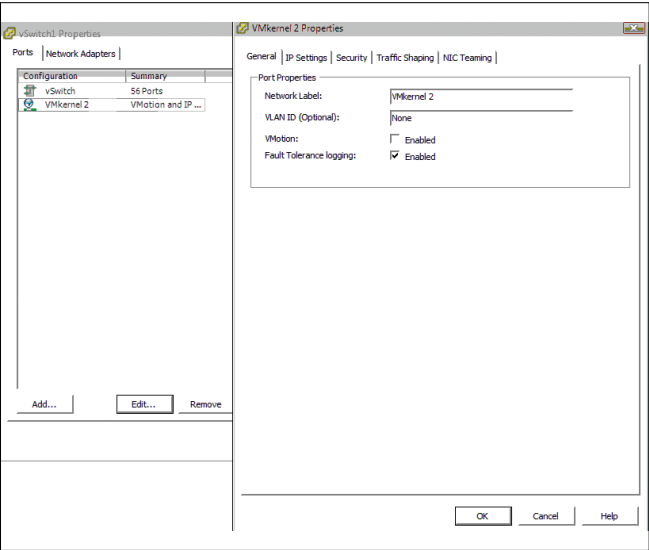 vSwitch1 Properties
Ports
Network Adapters
Configuration
Summary
vSwitch
56 Ports
VMkernel 2
VMotion and IP ...
Add...
Edit...
Remove
VMkernel 2 Properties
General
IP Settings
Security
Traffic Shaping
NIC Teaming
Port Properties
Network Label:
VMkernel 2
VLAN ID (Optional):
None
VMotion:
Enabled
Fault Tolerance logging:
Enabled
OK
Cancel
Help